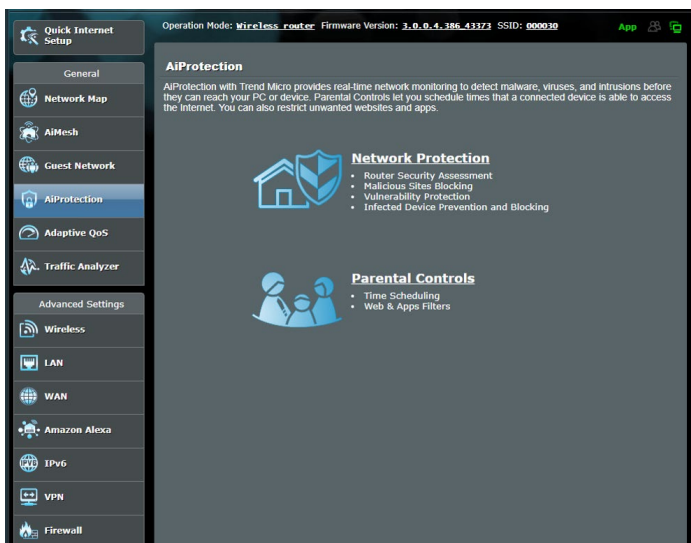 Quick Internet
Setup
Operation Mode: Wireless router Firmware Version: 3.0.0.4.386_43373 SSID: 000030
App
General
Network Map
AiMesh
Guest Network
AiProtection
Adaptive QoS
Traffic Analyzer
Advanced Settings
Wireless
LAN
WAN
Amazon Alexa
IPV6
IPv6
VPN
Firewall
AiProtection
AiProtection with Trend Micro provides real-time network monitoring to detect malware, viruses, and intrusions before
they can reach your PC or device. Parental Controls let you schedule times that a connected device is able to access
the Internet. You can also restrict unwanted websites and apps.
Network Protection
• Router Security Assessment
• Malicious Sites Blocking
• Vulnerability Protection
• Infected Device Prevention and Blocking
Parental Controls
• Time Scheduling
• Web & Apps Filters